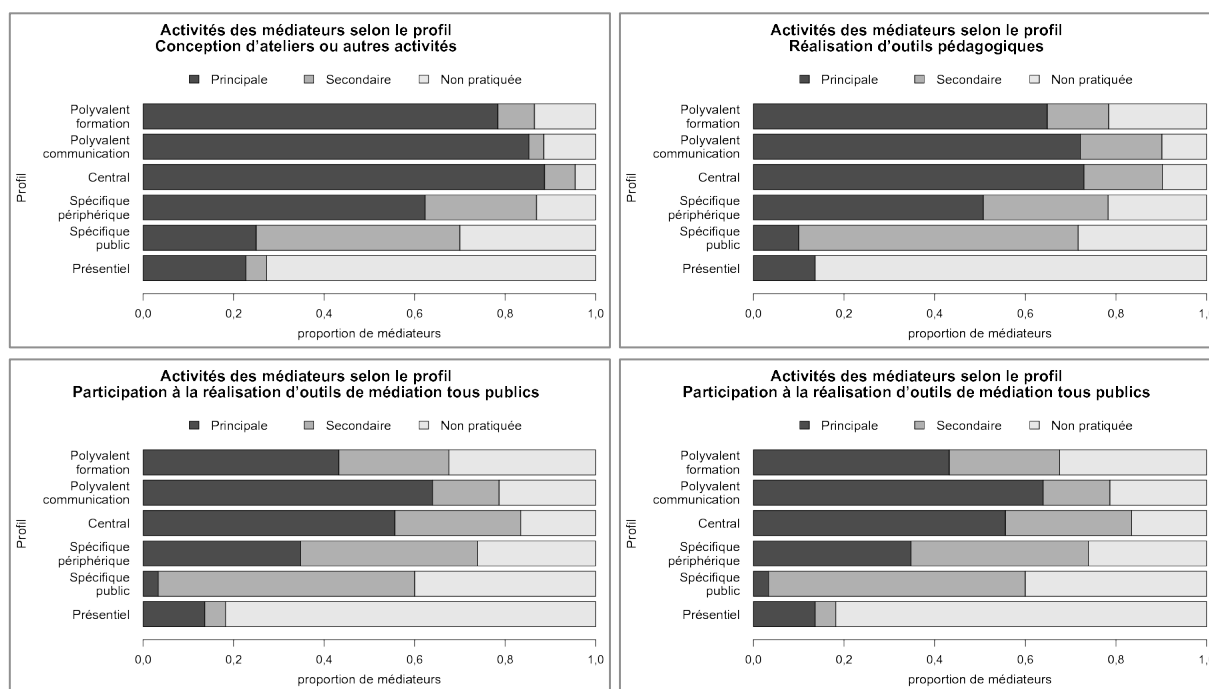 Activités des médiateurs selon le profil
Conception d'ateliers ou autres activités
Principale Secondaire Non pratiquée
Profil
Polyvalent
formation
Polyvalent
communication
Central
Spécifique
périphérique
Spécifique
public
Présentiel
0,0 0,2 0,4 0,6 0,8 1,0
proportion de médiateurs
Activités des médiateurs selon le profil
Réalisation d'outils pédagogiques
Principale Secondaire Non pratiquée
Profil
Polyvalent
formation
Polyvalent
communication
Central
Spécifique
périphérique
Spécifique
public
Présentiel
0,0 0,2 0,4 0,6 0,8 1,0
proportion de médiateurs
Activités des médiateurs selon le profil
Participation à la réalisation d'outils de médiation tous publics
Principale Secondaire Non pratiquée
Profil
Polyvalent
formation
Polyvalent
communication
Central
Spécifique
périphérique
Spécifique
public
Présentiel
0,0 0,2 0,4 0,6 0,8 1,0
proportion de médiateurs
Activités des médiateurs selon le profil
Participation à la réalisation d'outils de médiation tous publics
Principale Secondaire Non pratiquée
Profil
Polyvalent
formation
Polyvalent
communication
Central
Spécifique
périphérique
Spécifique
public
Présentiel
0,0 0,2 0,4 0,6 0,8 1,0
proportion de médiateurs